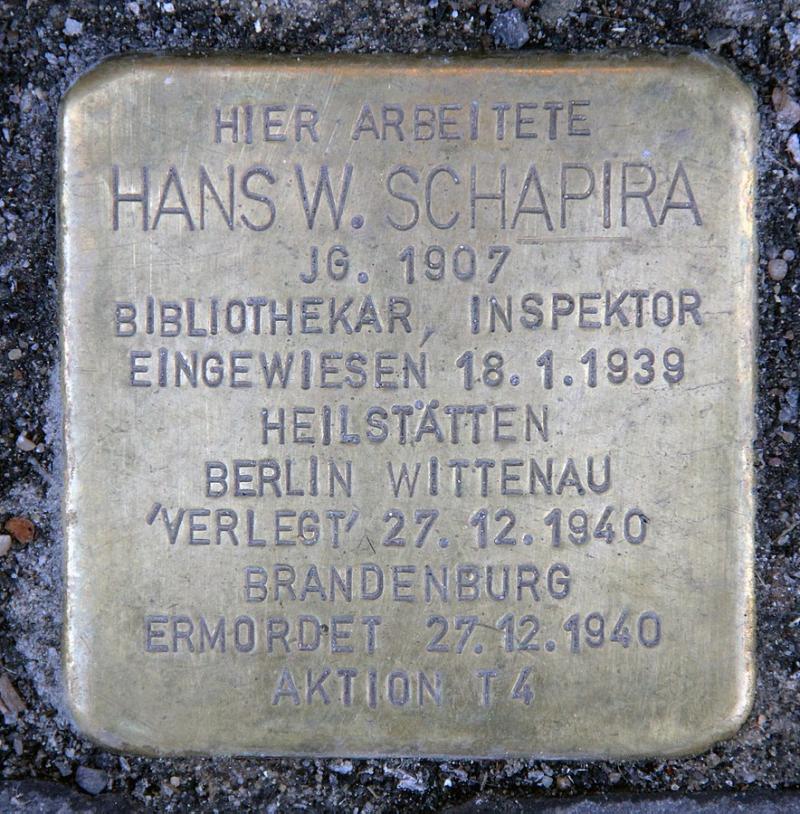 HIER ARBEITETE
HANS W. SCHAPIRA
JG. 1907
BIBLIOTHEKAR, INSPEKTOR
EINGEWIESEN 18.1.1939
HEILSTÄTTEN
BERLIN WITTENAU
'VERLEGT' 27.12.1940
BRANDENBURG
ERMORDET 27.12.1940
AKTION T4